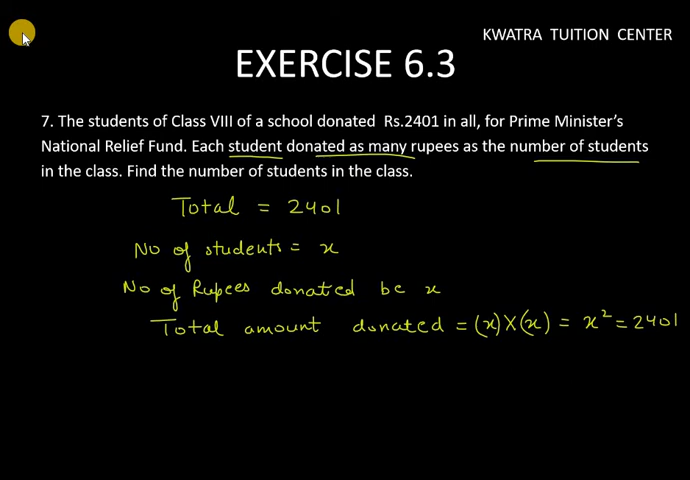 KWATRA TUITION CENTER
EXERCISE 6.3
7. The students of Class VIII of a school donated Rs.2401 in all, for Prime Minister's
National Relief Fund. Each student donated as many rupees as the number of students
in the class. Find the number of students in the class.
Total = 2401
No of students = x
No of Rupees donated be x
Total amount donated = (x) X (x) = x² = 2401